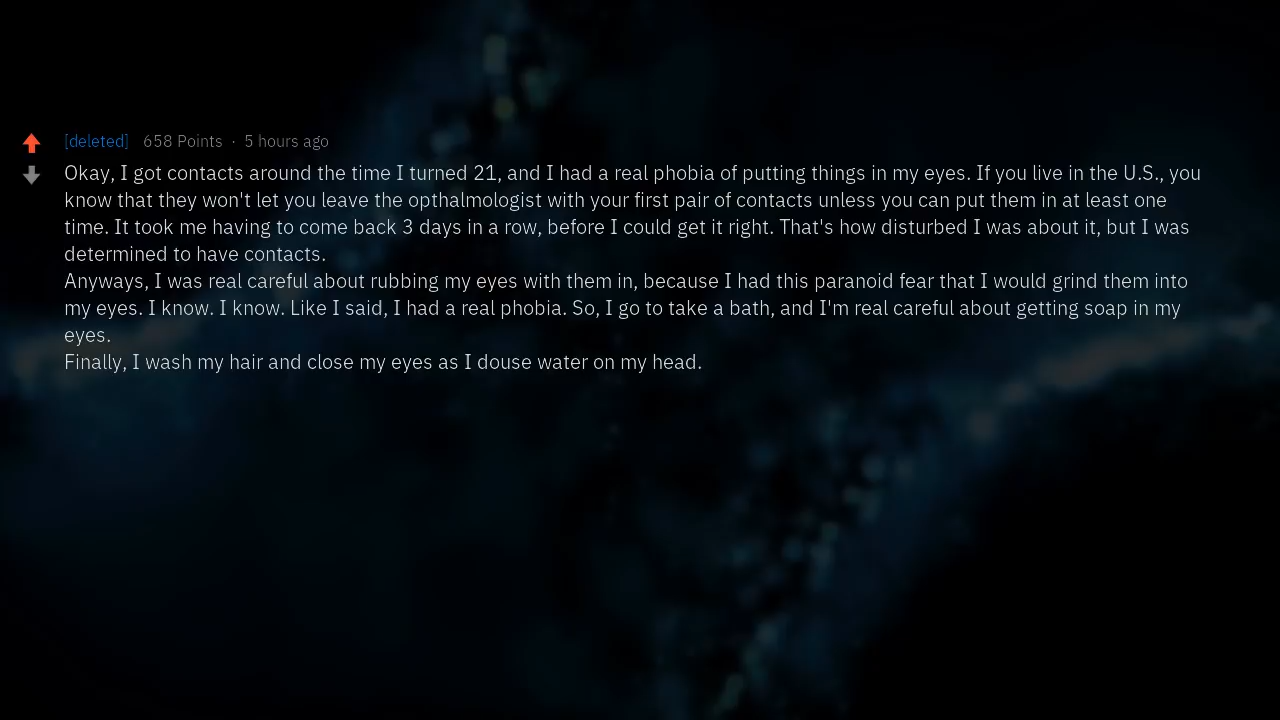 [deleted] 658 Points · 5 hours ago
Okay, I got contacts around the time I turned 21, and I had a real phobia of putting things in my eyes. If you live in the U.S., you
know that they won't let you leave the opthalmologist with your first pair of contacts unless you can put them in at least one
time. It took me having to come back 3 days in a row, before I could get it right. That's how disturbed I was about it, but I was
determined to have contacts.
Anyways, I was real careful about rubbing my eyes with them in, because I had this paranoid fear that I would grind them into
my eyes. I know. I know. Like I said, I had a real phobia. So, I go to take a bath, and I'm real careful about getting soap in my
eyes.
Finally, I wash my hair and close my eyes as I douse water on my head.